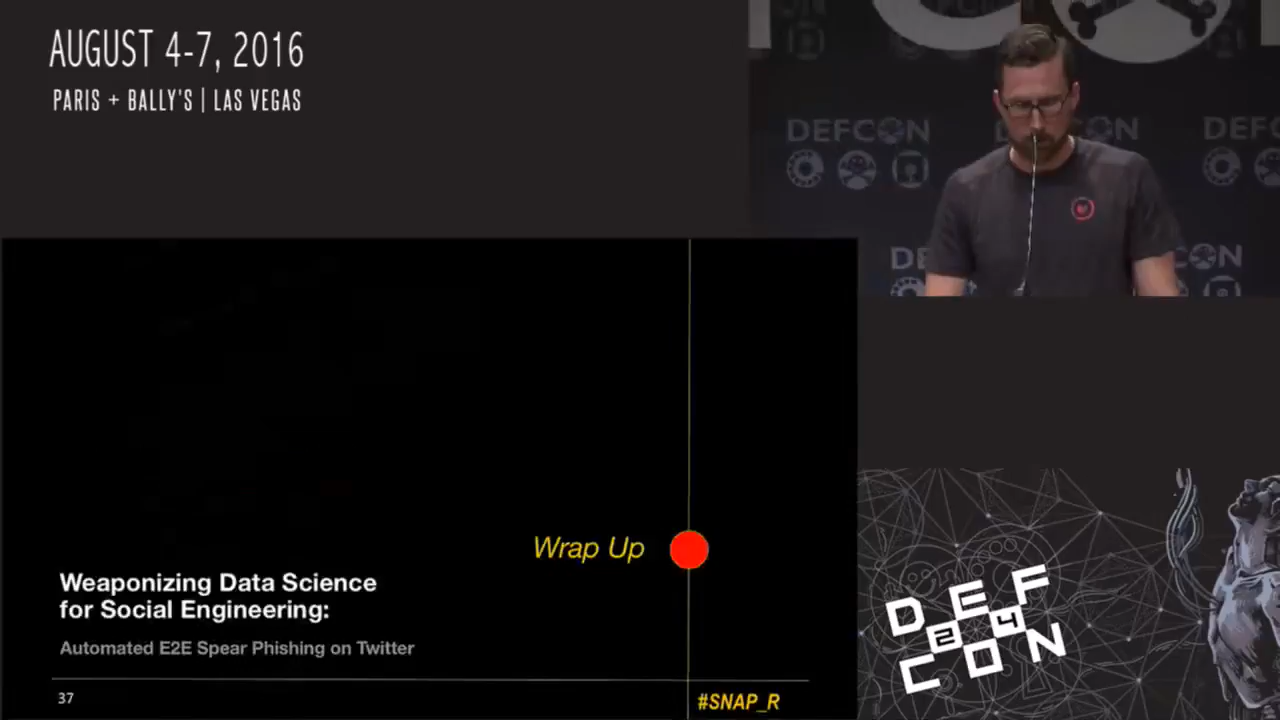 AUGUST 4-7, 2016
PARIS + BALLY'S | LAS VEGAS
DEFCON
DEFCON
Wrap Up
Weaponizing Data Science
for Social Engineering:
Automated E2E Spear Phishing on Twitter
37
#SNAP_R
DEF
24
CON